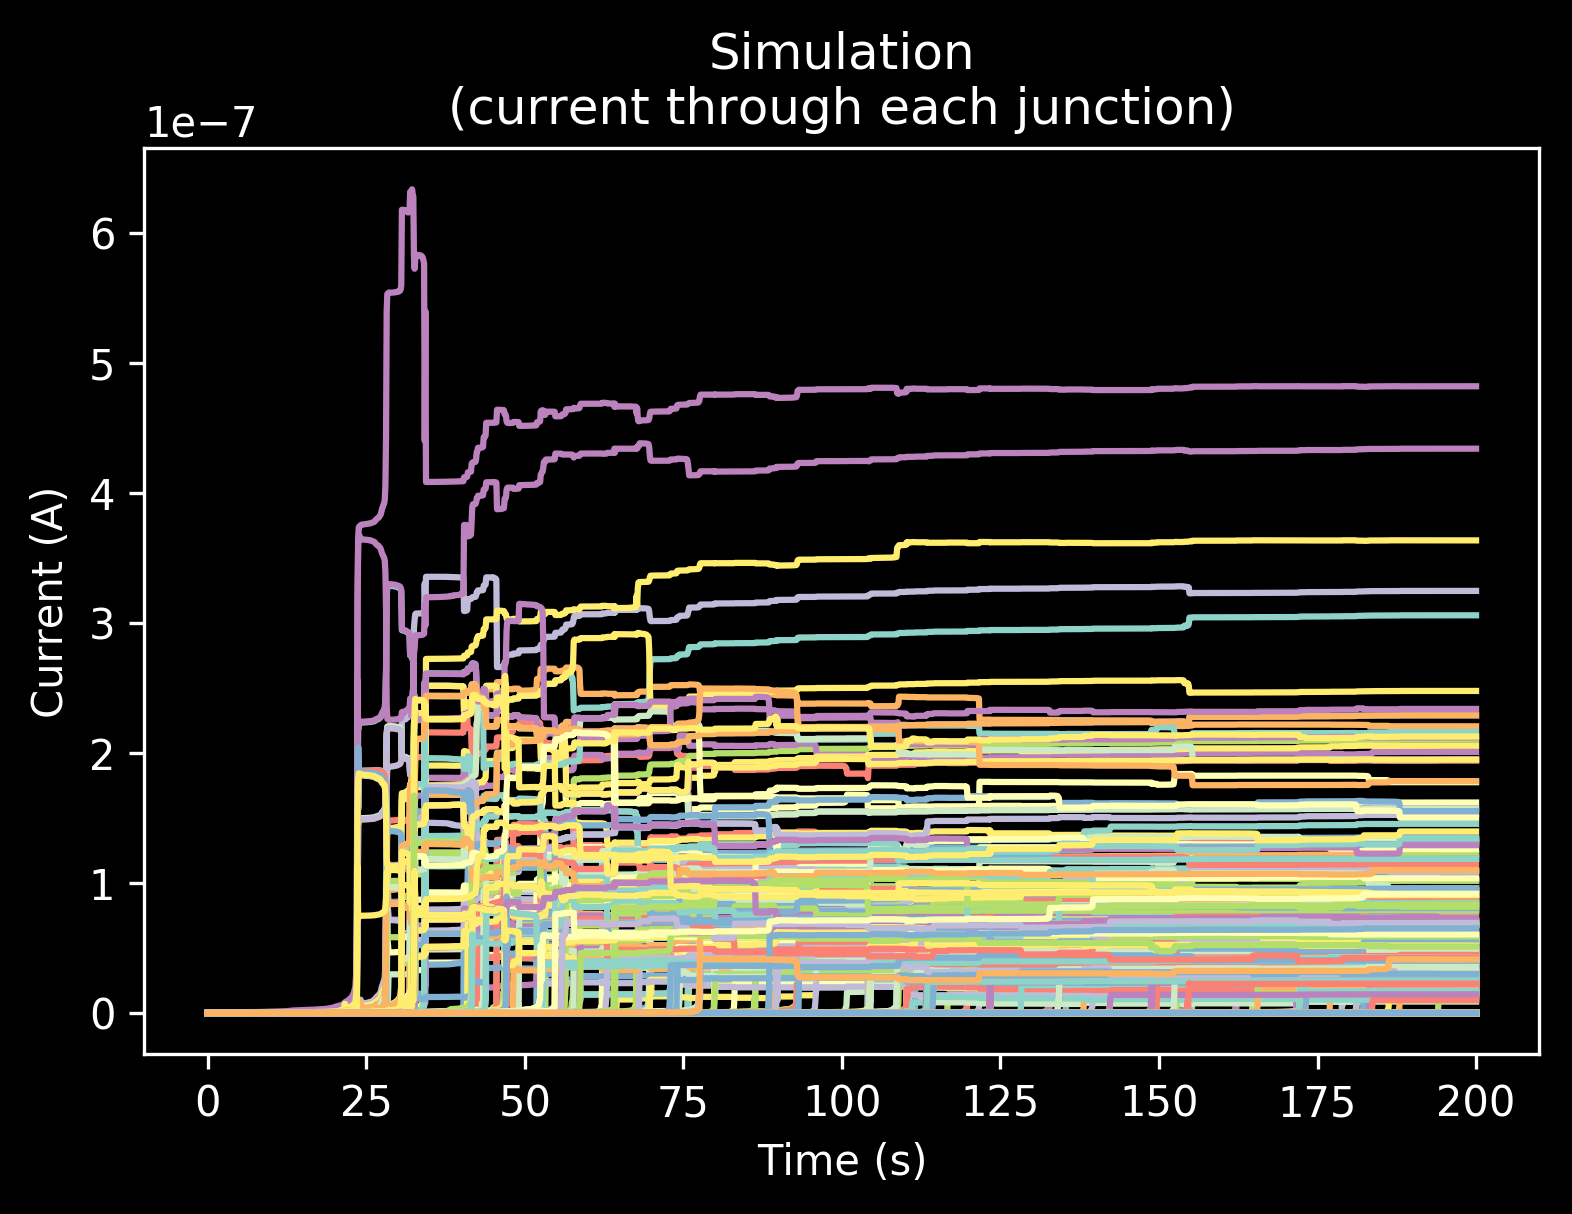 Simulation
(current through each junction)
1e−7
6
5
4
3
2
1
0
Current (A)
0 25 50 75 100 125 150 175 200
Time (s)